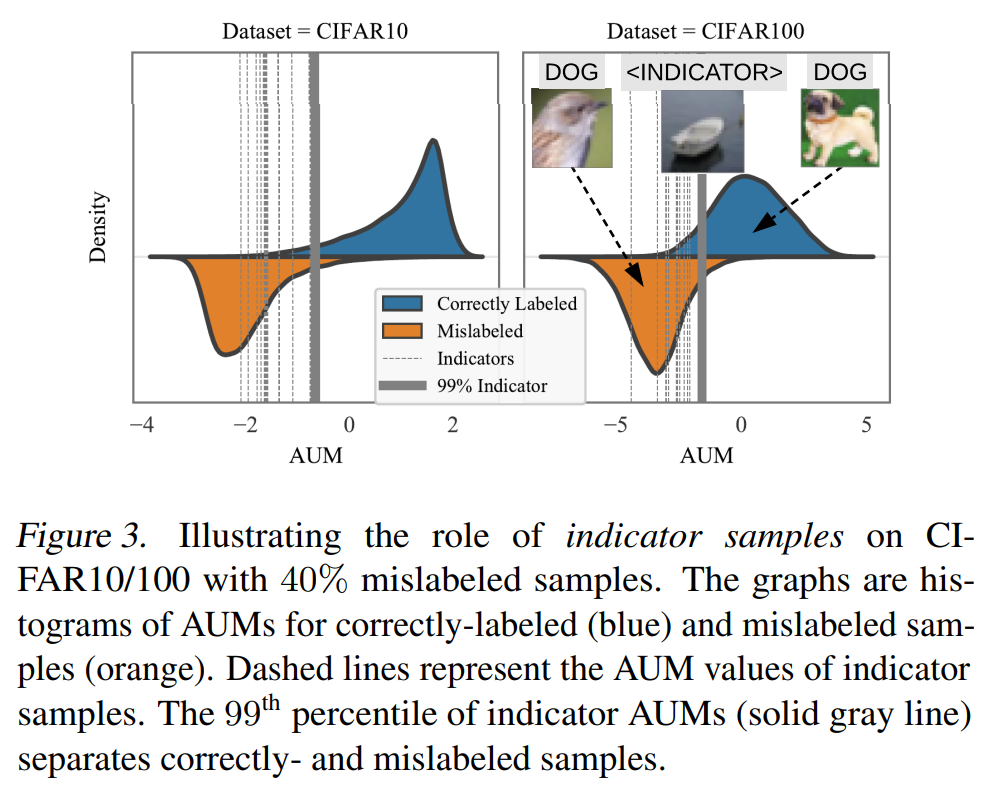 Dataset = CIFAR10
Dataset = CIFAR100
DOG
<INDICATOR>
DOG
Density
Correctly Labeled
Mislabeled
Indicators
99% Indicator
−4 −2 0 2
−5 0 5
AUM
AUM
Figure 3. Illustrating the role of indicator samples on CI-
FAR10/100 with 40% mislabeled samples. The graphs are his-
tograms of AUMs for correctly-labeled (blue) and mislabeled sam-
ples (orange). Dashed lines represent the AUM values of indicator
samples. The 99th percentile of indicator AUMs (solid gray line)
separates correctly- and mislabeled samples.